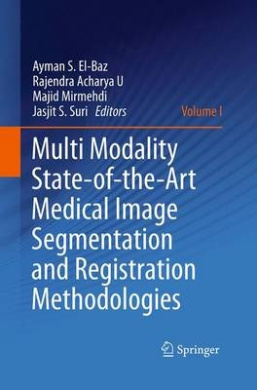 Ayman S. El-Baz
Rajendra Acharya U
Majid Mirmehdi
Jasjit S. Suri Editors Volume I
Multi Modality
State-of-the-Art
Medical Image
Segmentation
and Registration
Methodologies
Springer